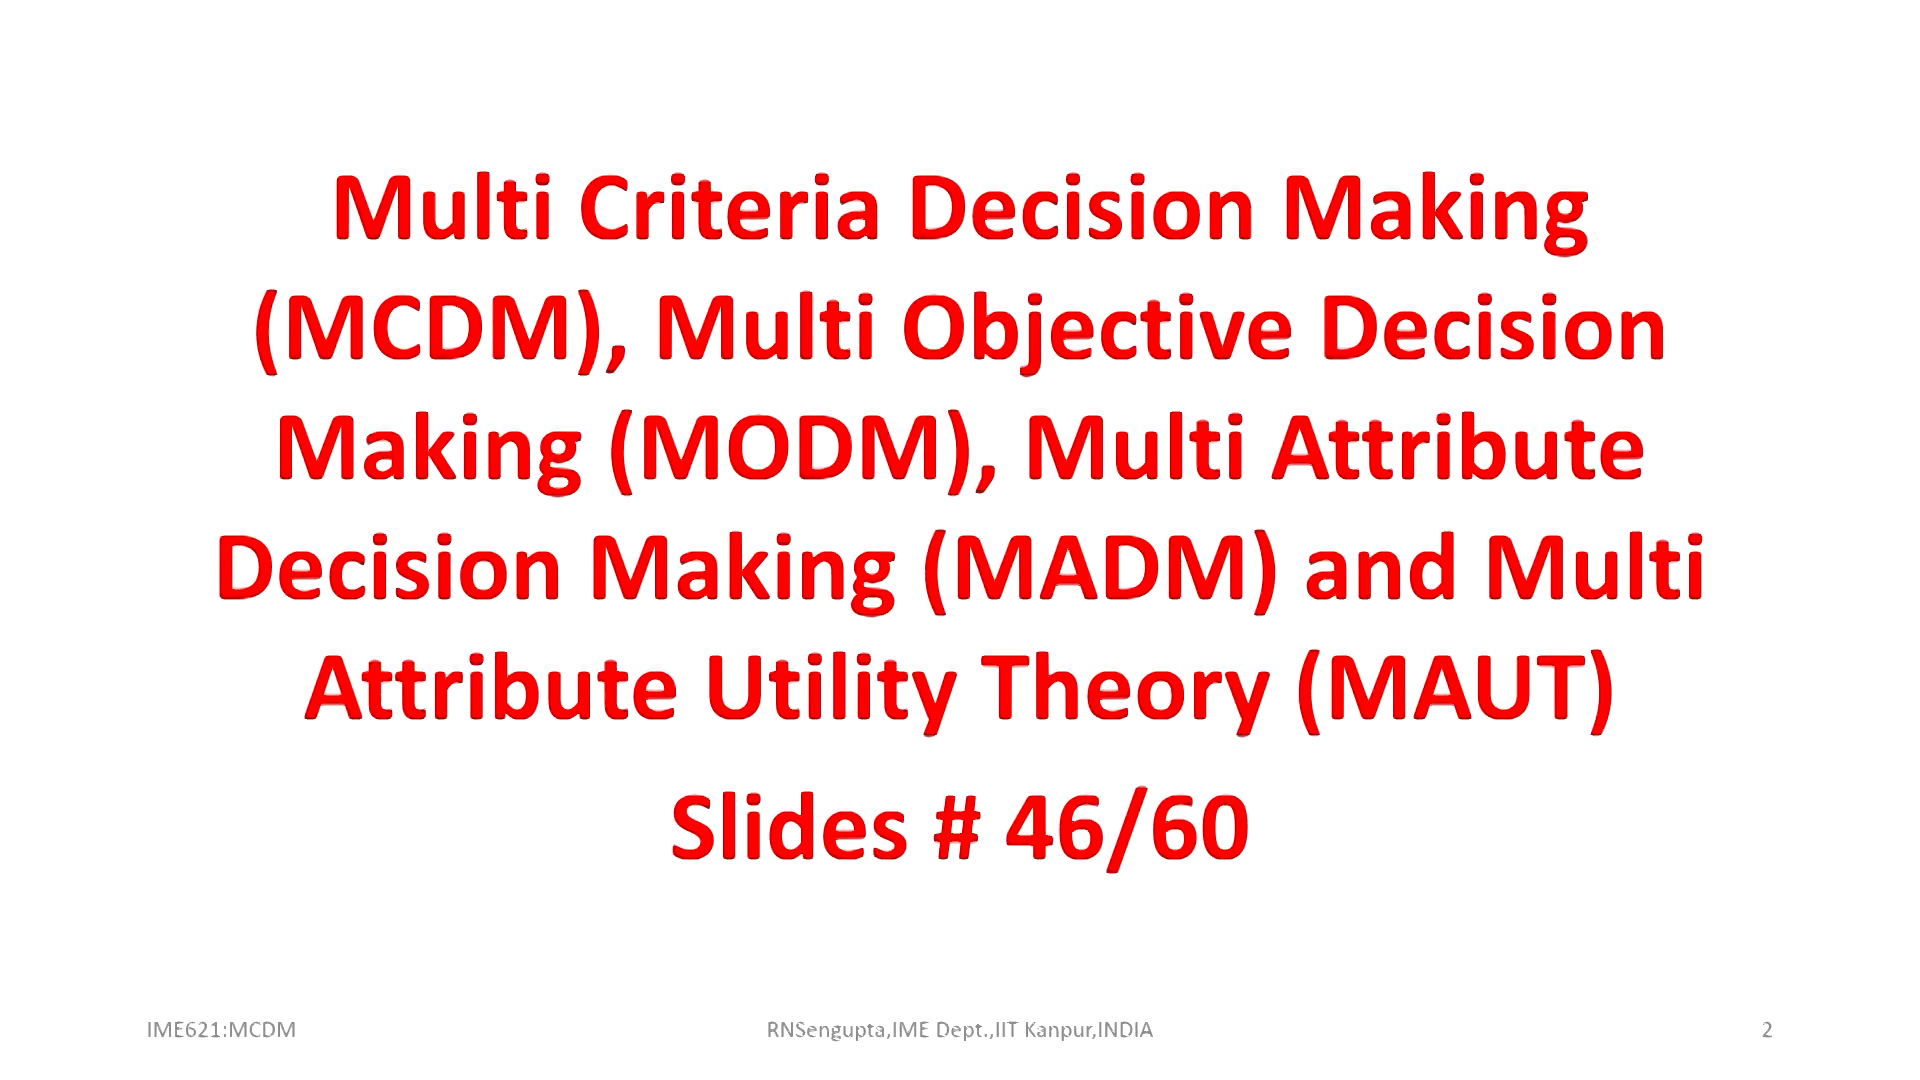 Multi Criteria Decision Making
(MCDM), Multi Objective Decision
Making (MODM), Multi Attribute
Decision Making (MADM) and Multi
Attribute Utility Theory (MAUT)
Slides # 46/60
IME621:MCDM
RNSengupta,IME Dept.,IIT Kanpur,INDIA
2